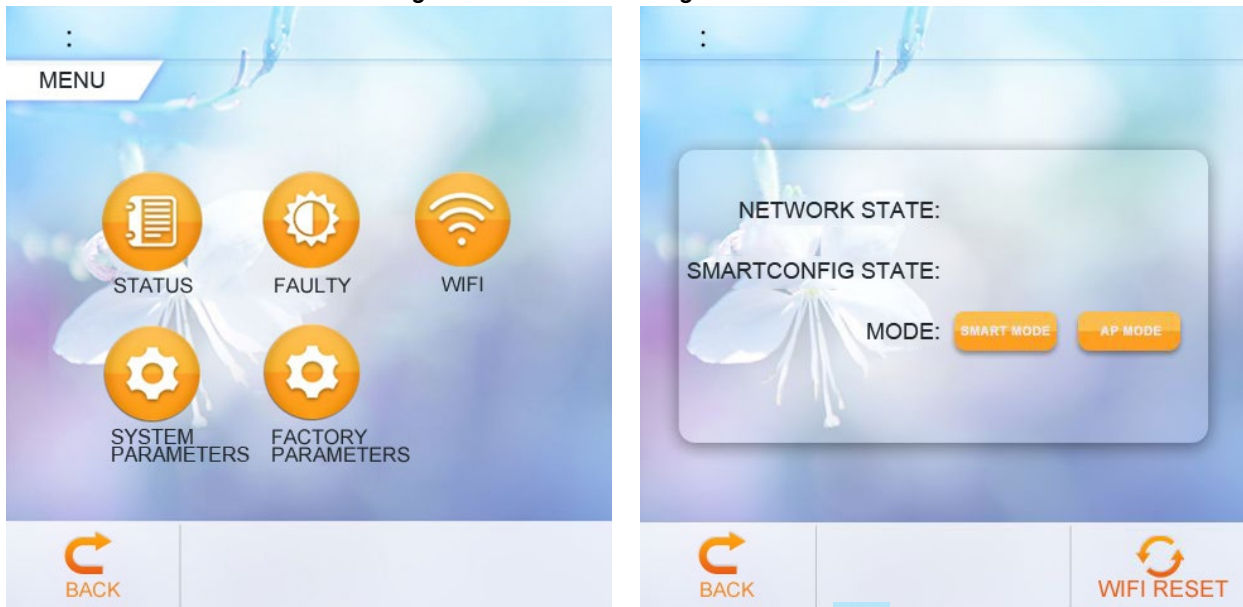 :
MENU
STATUS
FAULTY
WIFI
SYSTEM
PARAMETERS
FACTORY
PARAMETERS
BACK
:
NETWORK STATE:
SMARTCONFIG STATE:
MODE: SMART MODE AP MODE
BACK
WIFI RESET